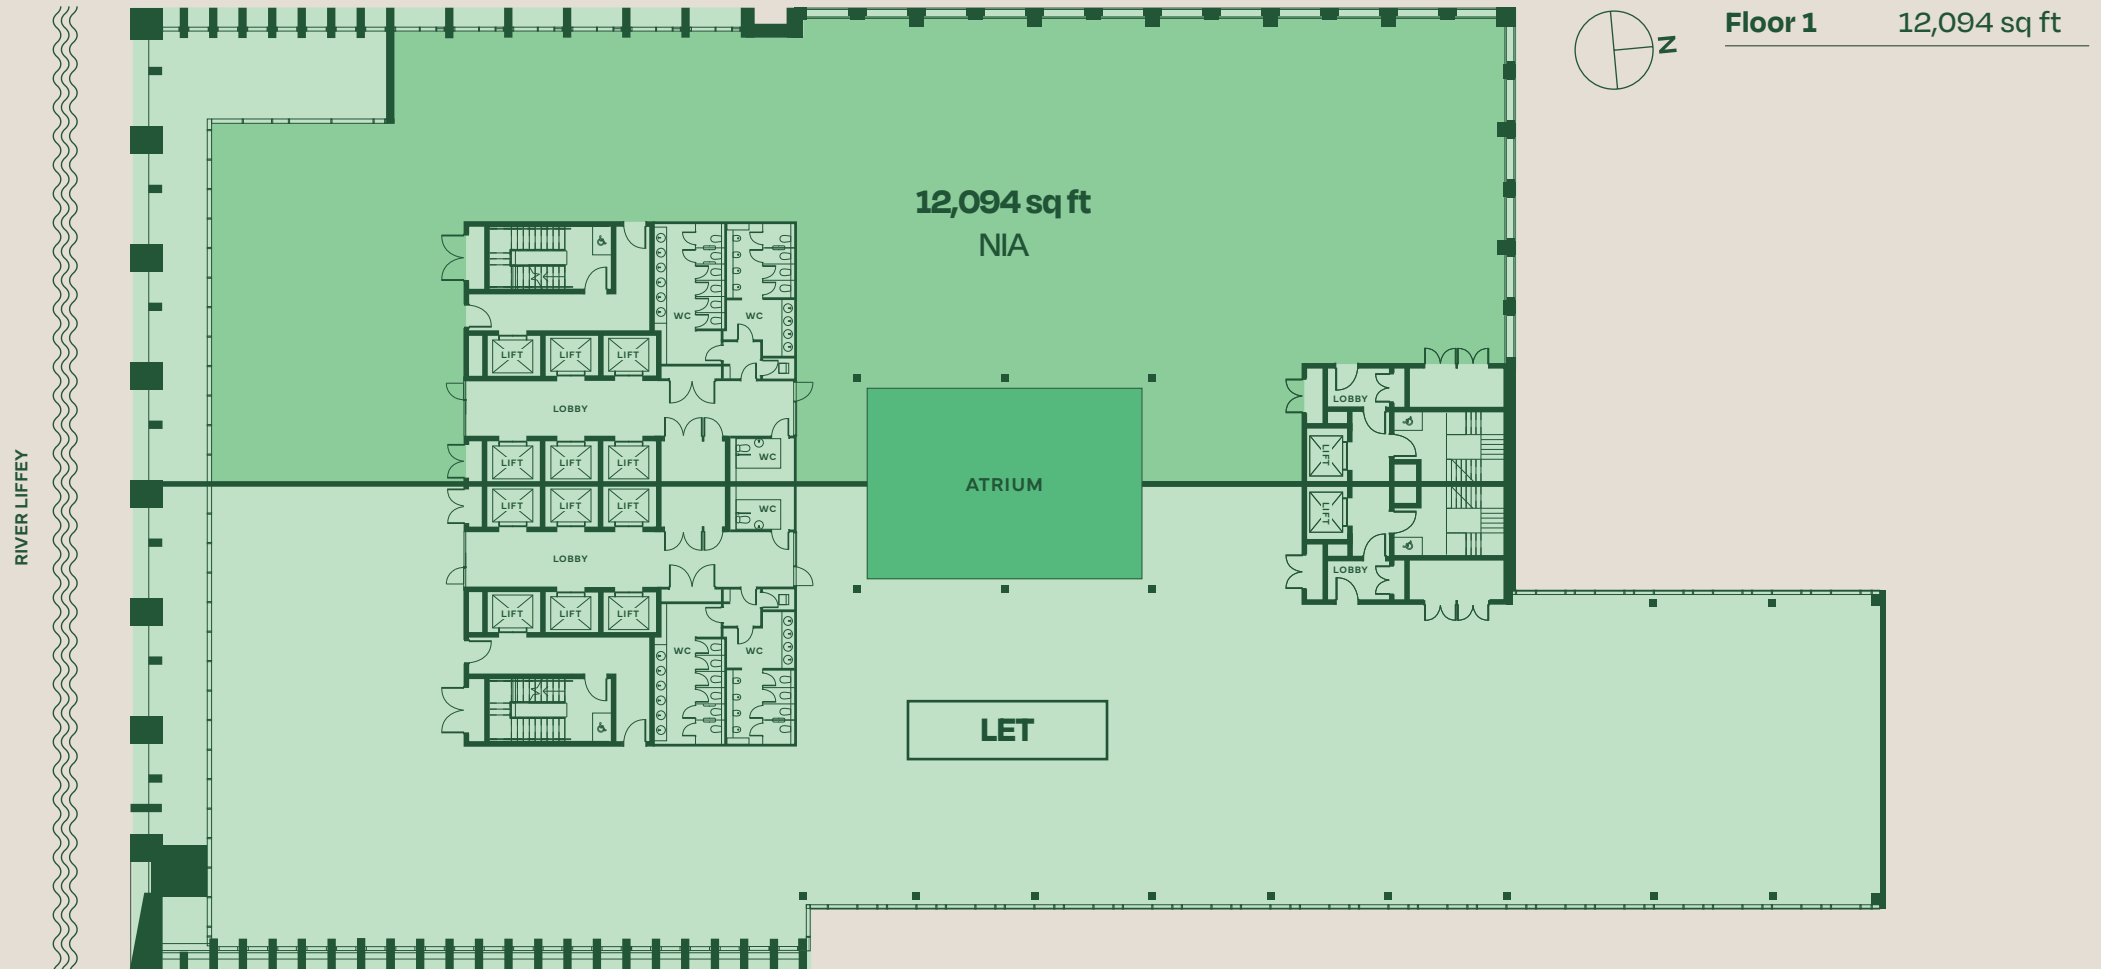 Floor 1 12,094 sq ft
N
12,094 sq ft
NIA
WC WC
LIFT LIFT LIFT
LOBBY
LOBBY
LIFT LIFT LIFT
WC
LIFT
ATRIUM
RIVER LIFFEY
LIFT LIFT LIFT
WC
LIFT
LOBBY
LOBBY
LIFT LIFT LIFT
WC WC
LET